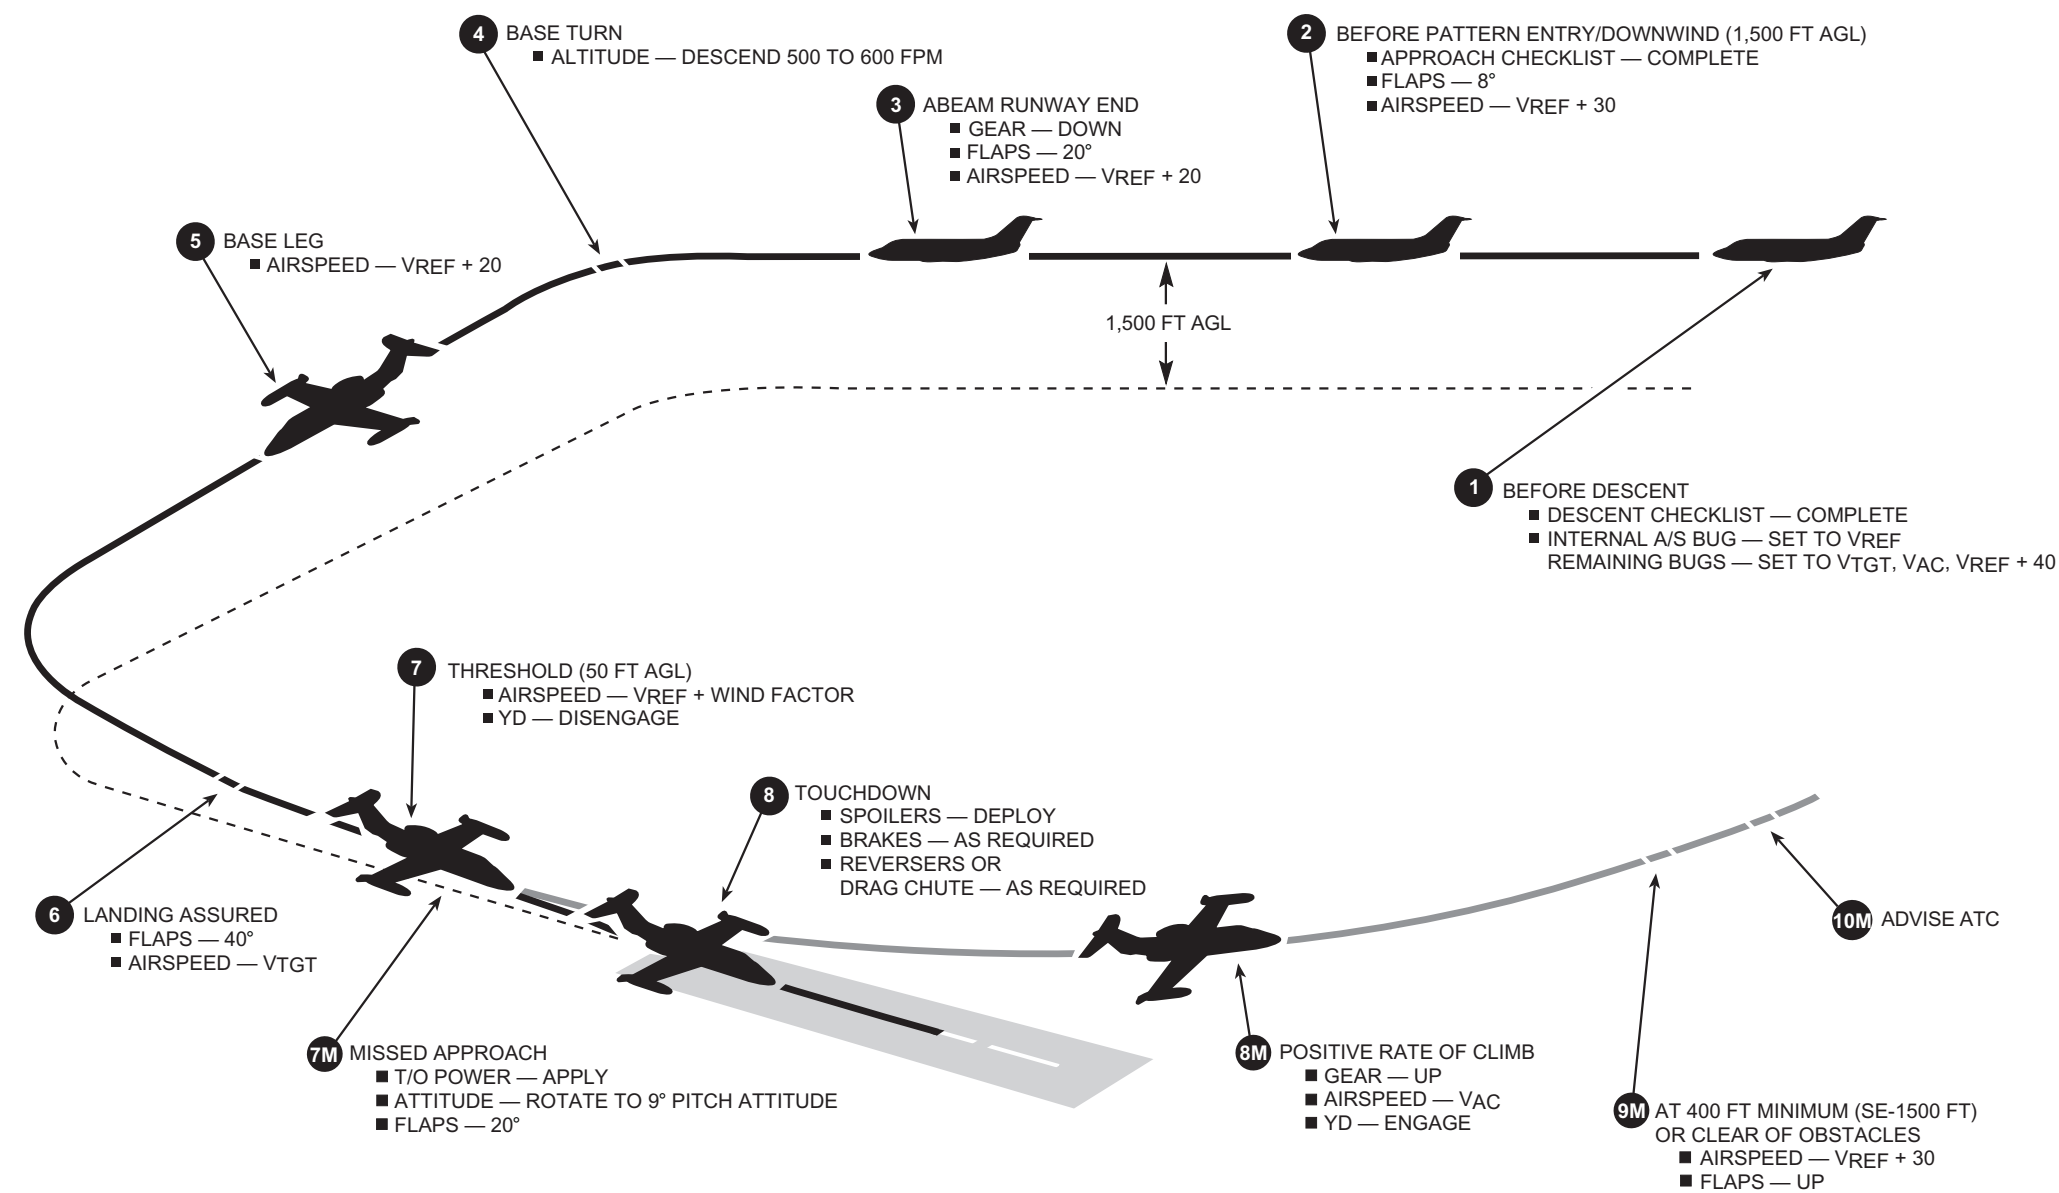 4 BASE TURN
■ ALTITUDE — DESCEND 500 TO 600 FPM
2 BEFORE PATTERN ENTRY/DOWNWIND (1,500 FT AGL)
■ APPROACH CHECKLIST — COMPLETE
■ FLAPS — 8°
■ AIRSPEED — VREF + 30
3 ABEAM RUNWAY END
■ GEAR — DOWN
■ FLAPS — 20°
■ AIRSPEED — VREF + 20
5 BASE LEG
■ AIRSPEED — VREF + 20
1,500 FT AGL
1 BEFORE DESCENT
■ DESCENT CHECKLIST — COMPLETE
■ INTERNAL A/S BUG — SET TO VREF
REMAINING BUGS — SET TO VTGT, VAC, VREF + 40
7 THRESHOLD (50 FT AGL)
■ AIRSPEED — VREF + WIND FACTOR
■ YD — DISENGAGE
8 TOUCHDOWN
■ SPOILERS — DEPLOY
■ BRAKES — AS REQUIRED
■ REVERSERS OR
DRAG CHUTE — AS REQUIRED
6 LANDING ASSURED
■ FLAPS — 40°
■ AIRSPEED — VTGT
10M ADVISE ATC
7M MISSED APPROACH
■ T/O POWER — APPLY
■ ATTITUDE — ROTATE TO 9° PITCH ATTITUDE
■ FLAPS — 20°
8M POSITIVE RATE OF CLIMB
■ GEAR — UP
■ AIRSPEED — VAC
■ YD — ENGAGE
9M AT 400 FT MINIMUM (SE-1500 FT)
OR CLEAR OF OBSTACLES
■ AIRSPEED — VREF + 30
■ FLAPS — UP